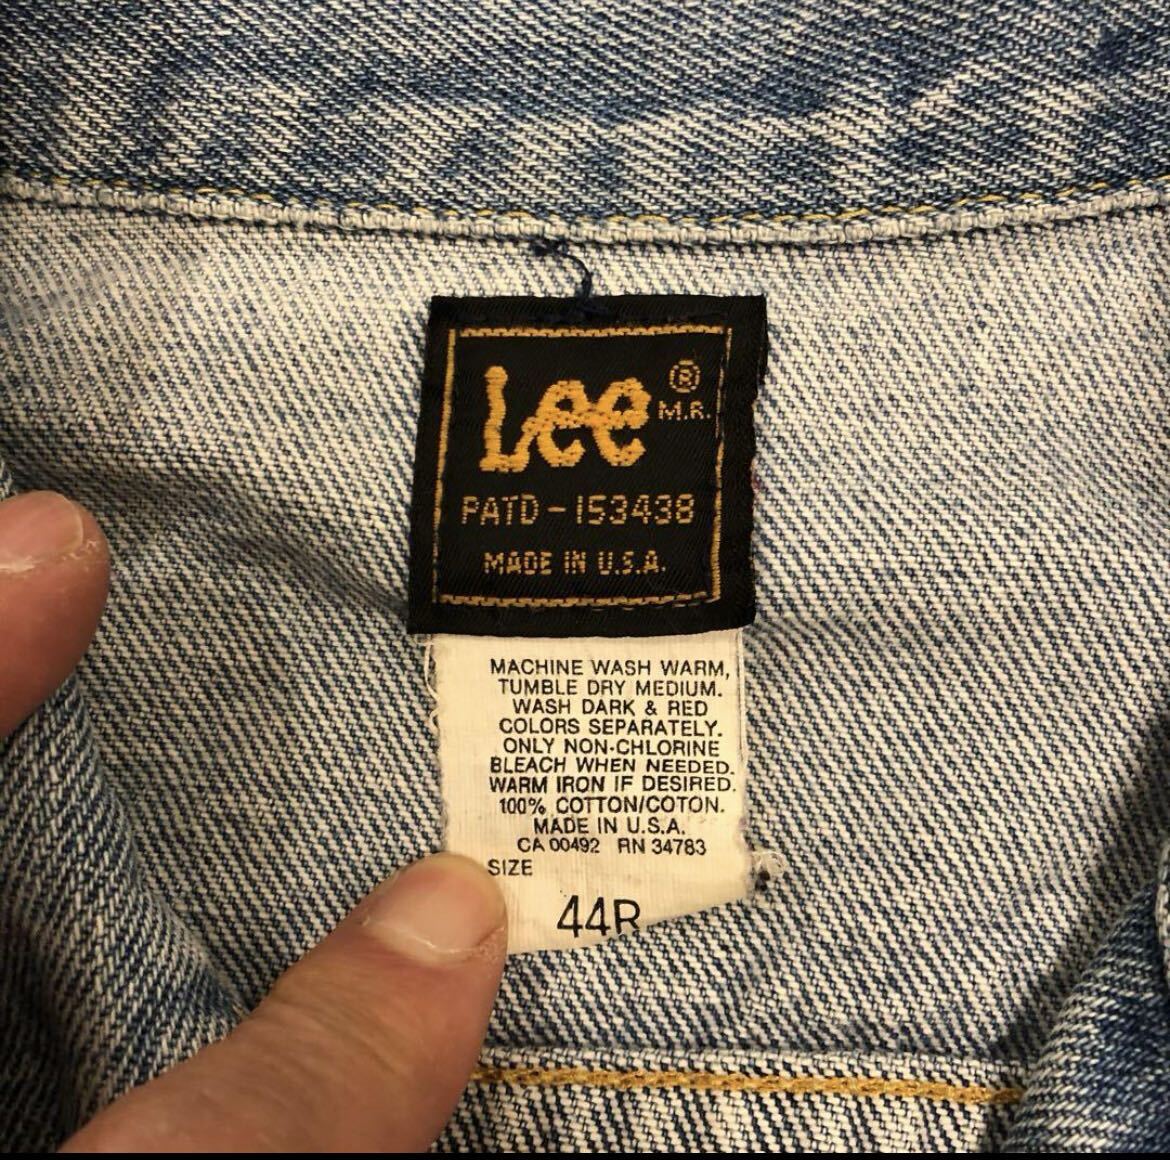 Lee ®
M.R.
PATD-153438
MADE IN U.S.A.
MACHINE WASH WARM,
TUMBLE DRY MEDIUM.
WASH DARK & RED
COLORS SEPARATELY.
ONLY NON-CHLORINE
BLEACH WHEN NEEDED.
WARM IRON IF DESIRED.
100% COTTON/COTON.
MADE IN U.S.A.
CA 00492 RN 34783
SIZE
44R